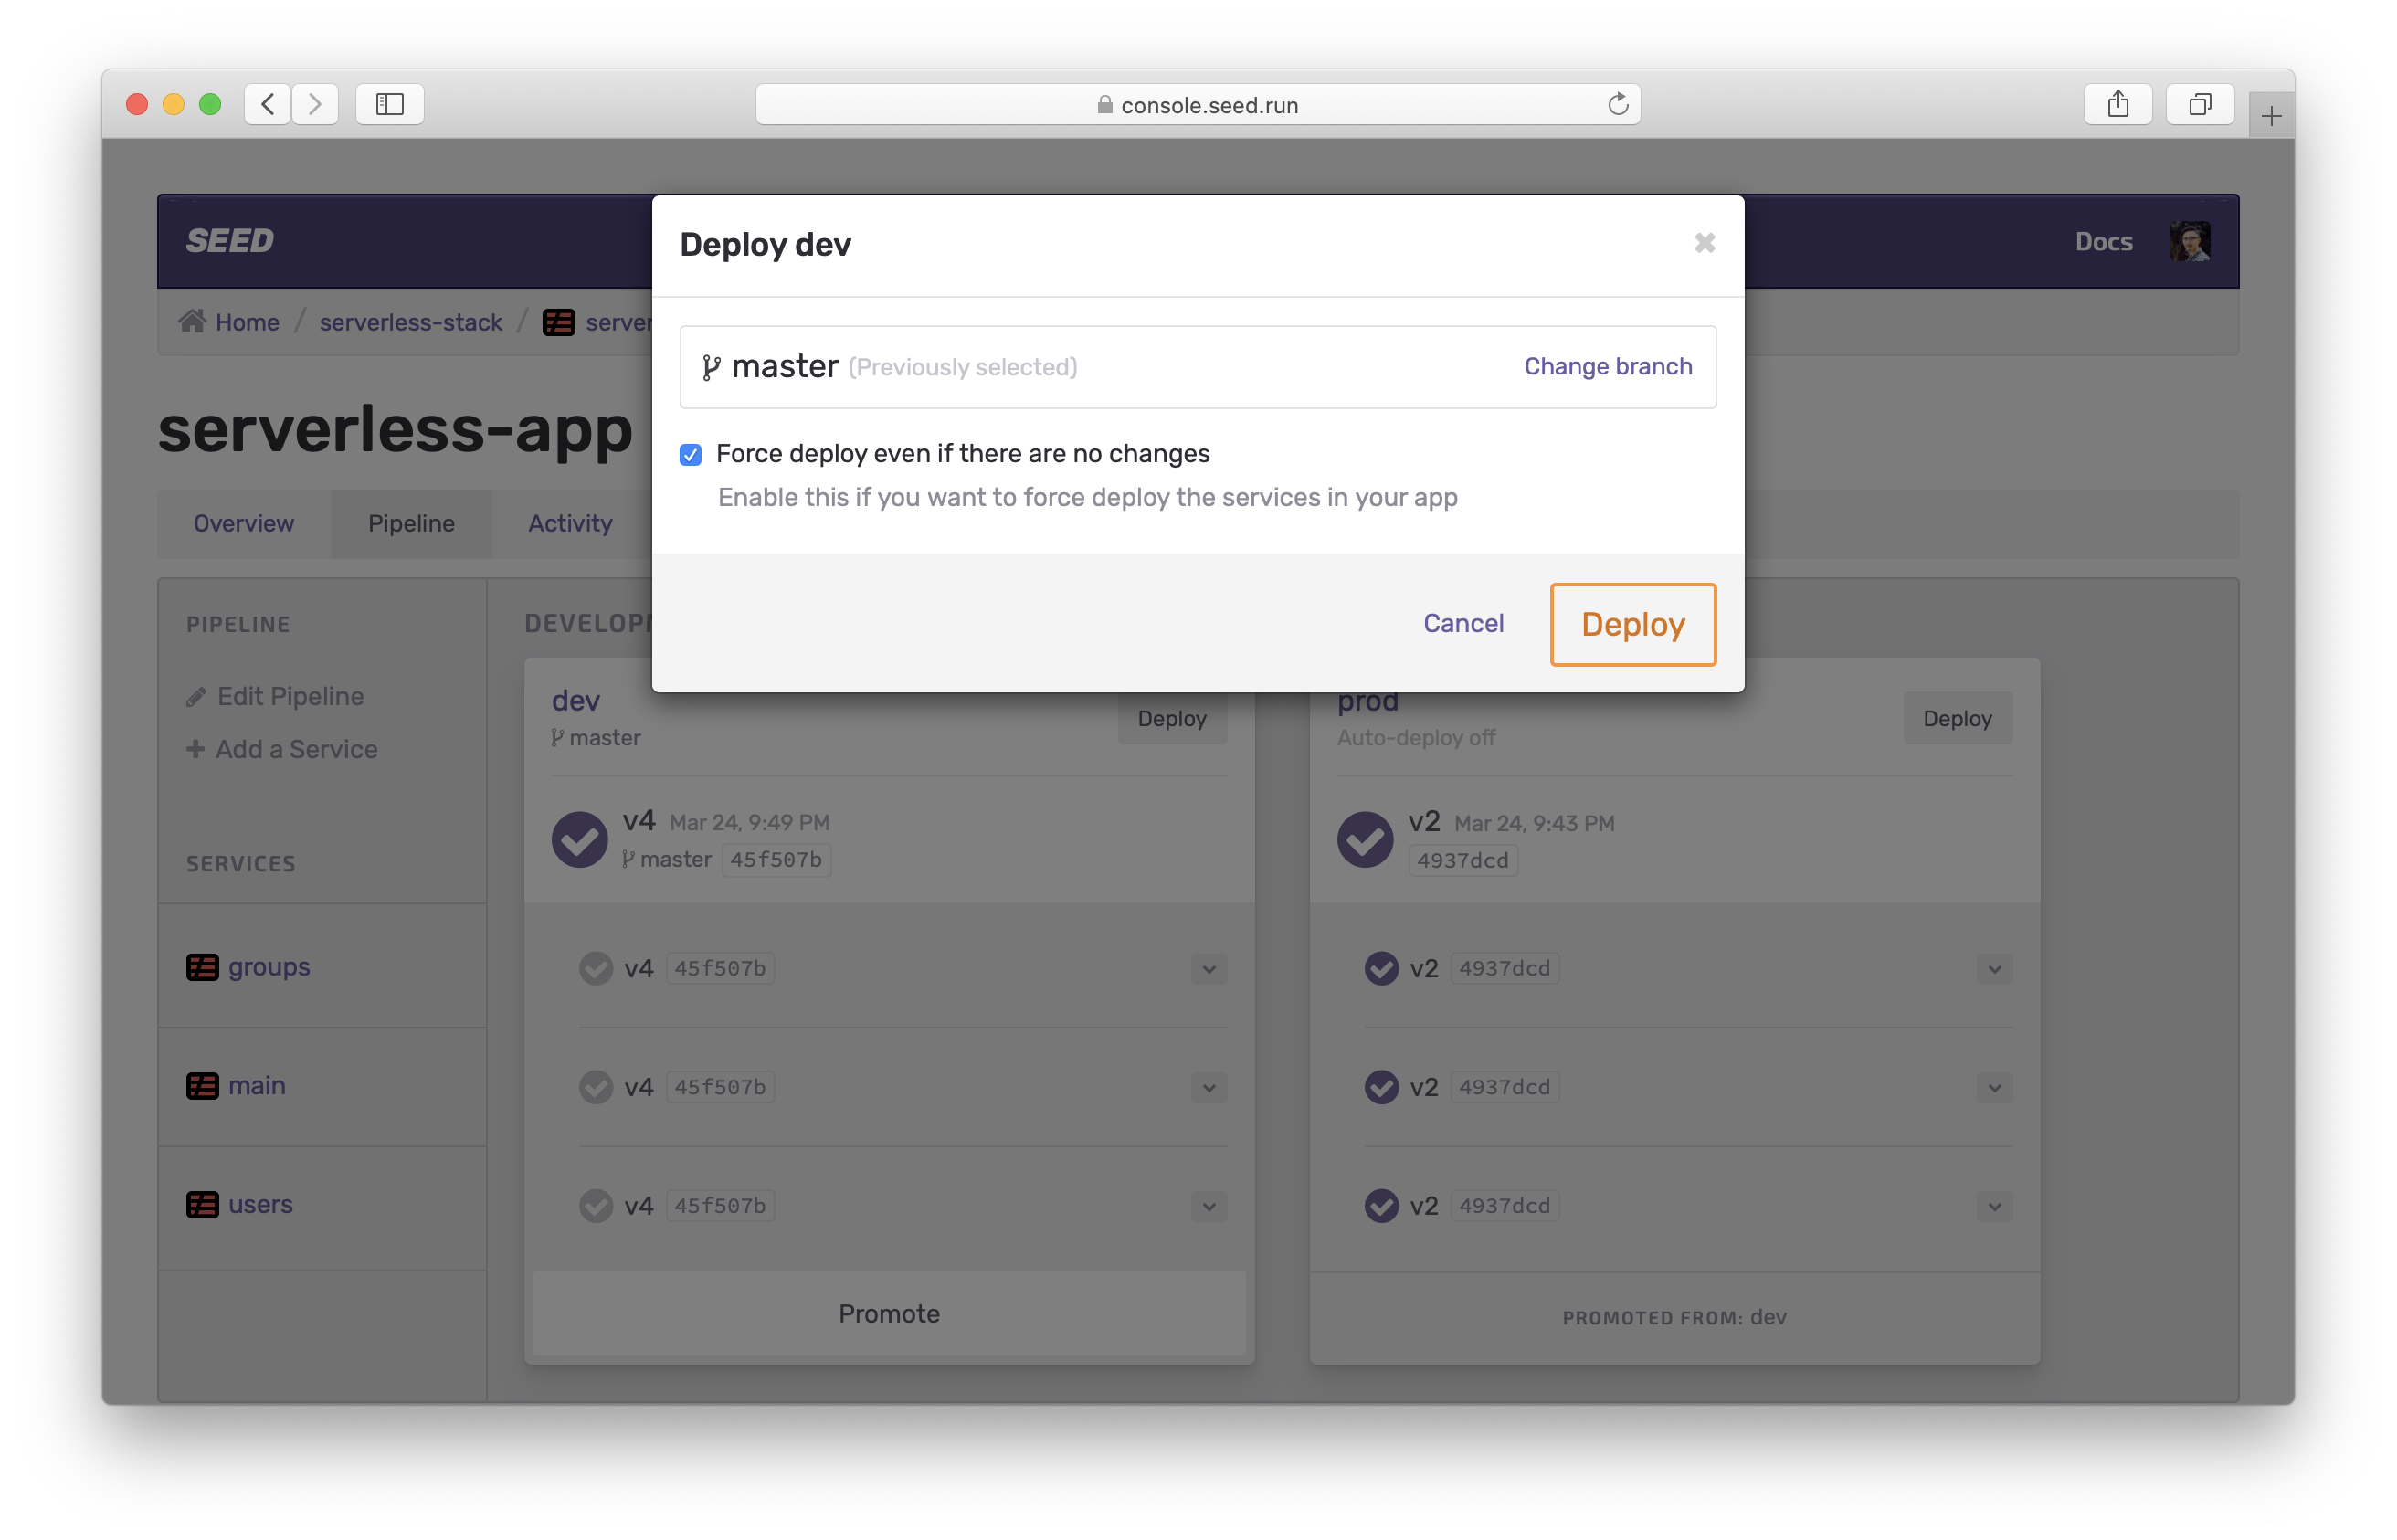 console.seed.run
SEED
Docs
Home / serverless-stack / server
serverless-app
Overview
Pipeline
Activity
Deploy dev
master (Previously selected)
Change branch
Force deploy even if there are no changes
Enable this if you want to force deploy the services in your app
Cancel
Deploy
PIPELINE
Edit Pipeline
Add a Service
SERVICES
groups
main
users
DEVELOP
dev
master
Deploy
v4 Mar 24, 9:49 PM
master 45f507b
v4 45f507b
v4 45f507b
v4 45f507b
Promote
prod
Auto-deploy off
Deploy
v2 Mar 24, 9:43 PM
4937dcd
v2 4937dcd
v2 4937dcd
v2 4937dcd
PROMOTED FROM: dev